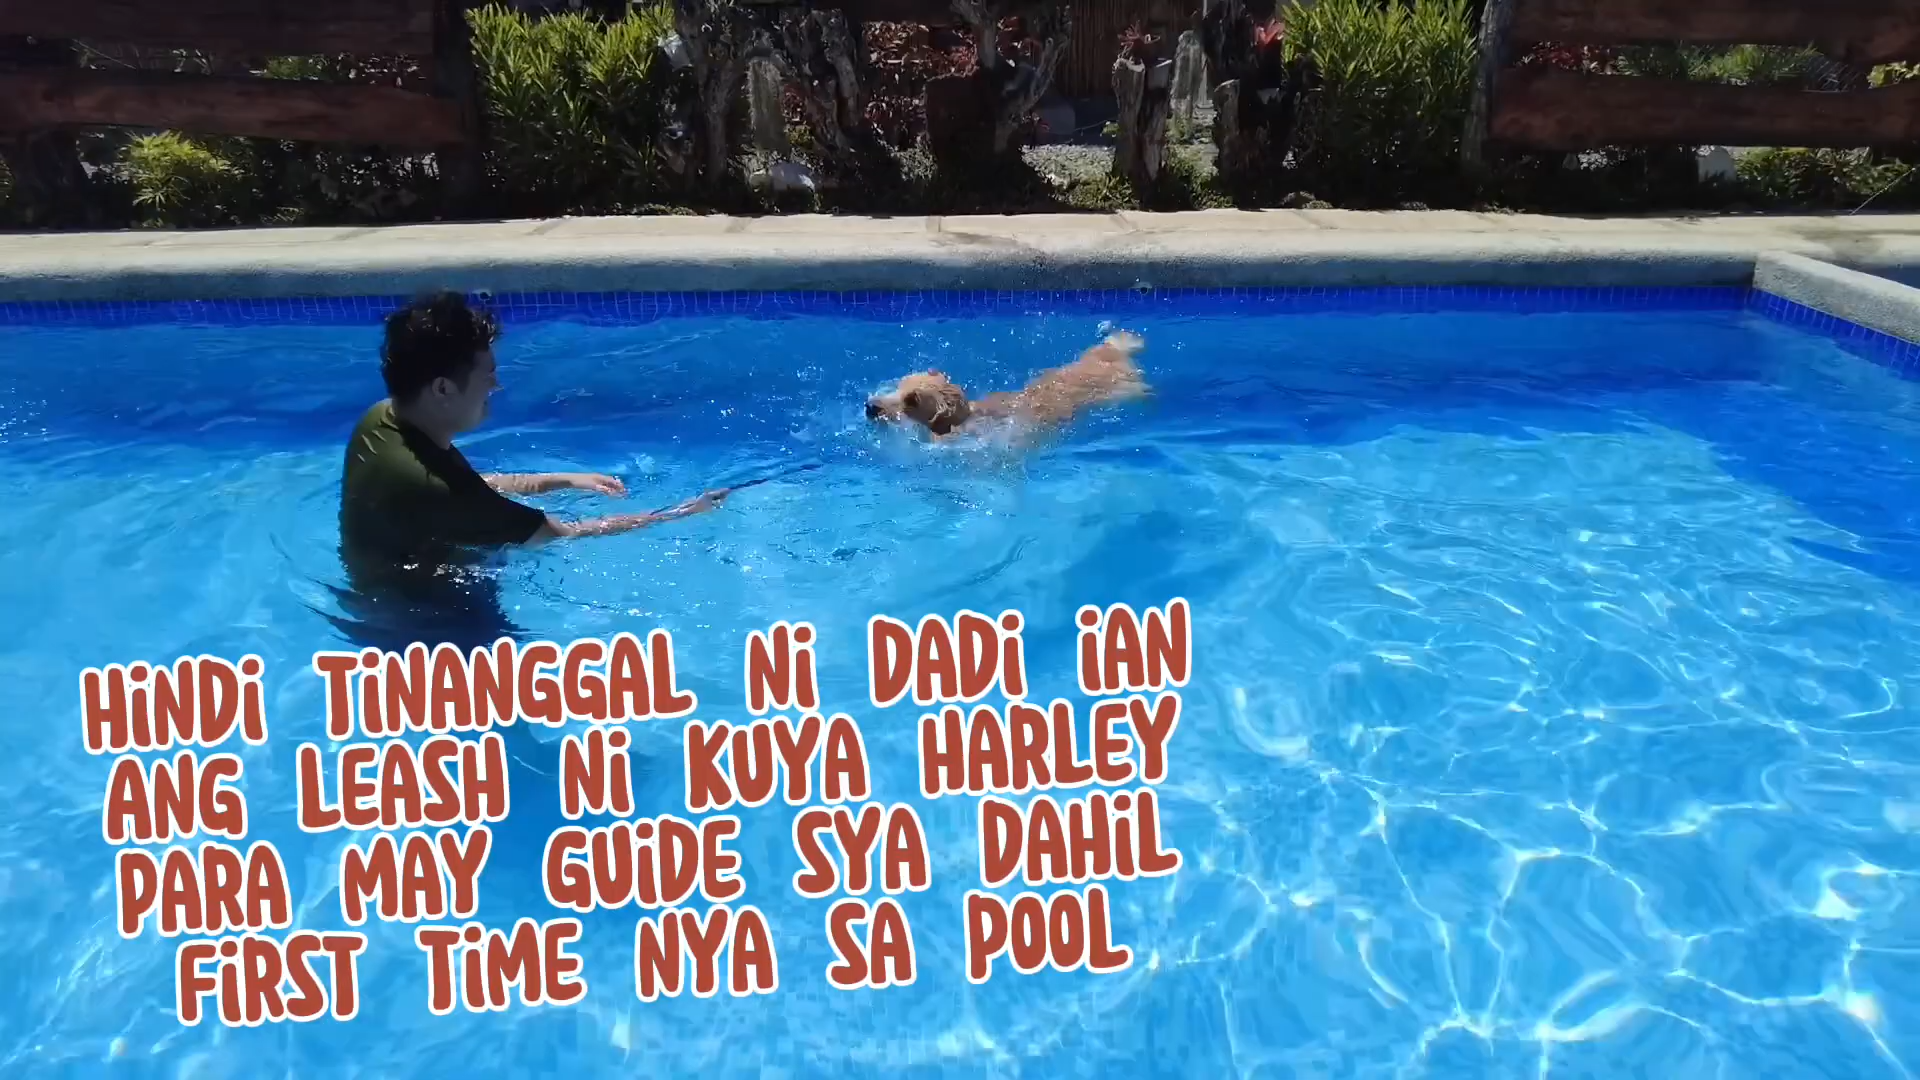 HINDI TINANGGAL NI DADI IAN
ANG LEASH NI KUYA HARLEY
PARA MAY GUIDE SYA DAHIL
FIRST TIME NYA SA POOL